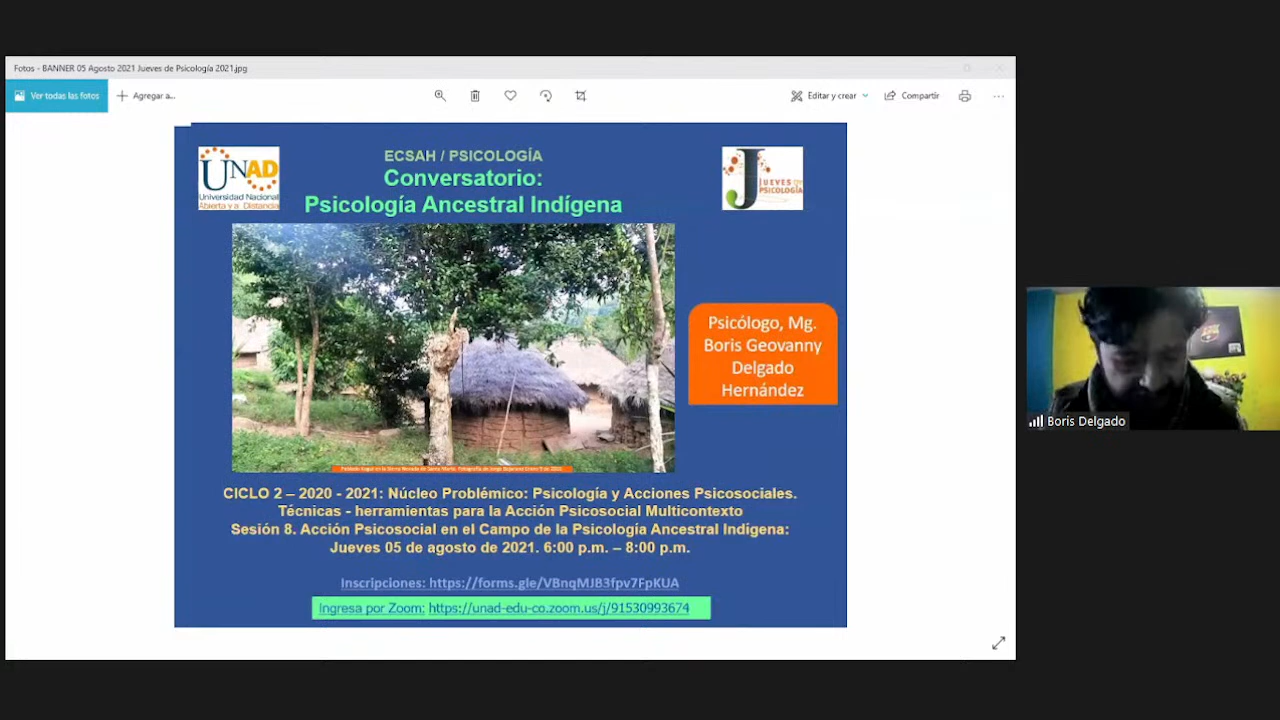 Fotos - BANNER 05 Agosto 2021 Jueves de Psicología 2021.jpg
Ver todas las fotos
Agregar a...
Editar y crear
Compartir
UNAD
Universidad Nacional
Abierta y a Distancia
ECSAH / PSICOLOGÍA
Conversatorio:
Psicología Ancestral Indígena
JUEVES DE
PSICOLOGÍA
Psicólogo, Mg.
Boris Geovanny
Delgado
Hernández
Boris Delgado
CICLO 2 – 2020 - 2021: Núcleo Problémico: Psicología y Acciones Psicosociales.
Técnicas - herramientas para la Acción Psicosocial Multicontexto
Sesión 8. Acción Psicosocial en el Campo de la Psicología Ancestral Indígena:
Jueves 05 de agosto de 2021. 6:00 p.m. – 8:00 p.m.
Inscripciones: https://forms.gle/VBnqMJB3fpv7FpKUA
Ingresa por Zoom: https://unad-edu-co.zoom.us/j/91530993674